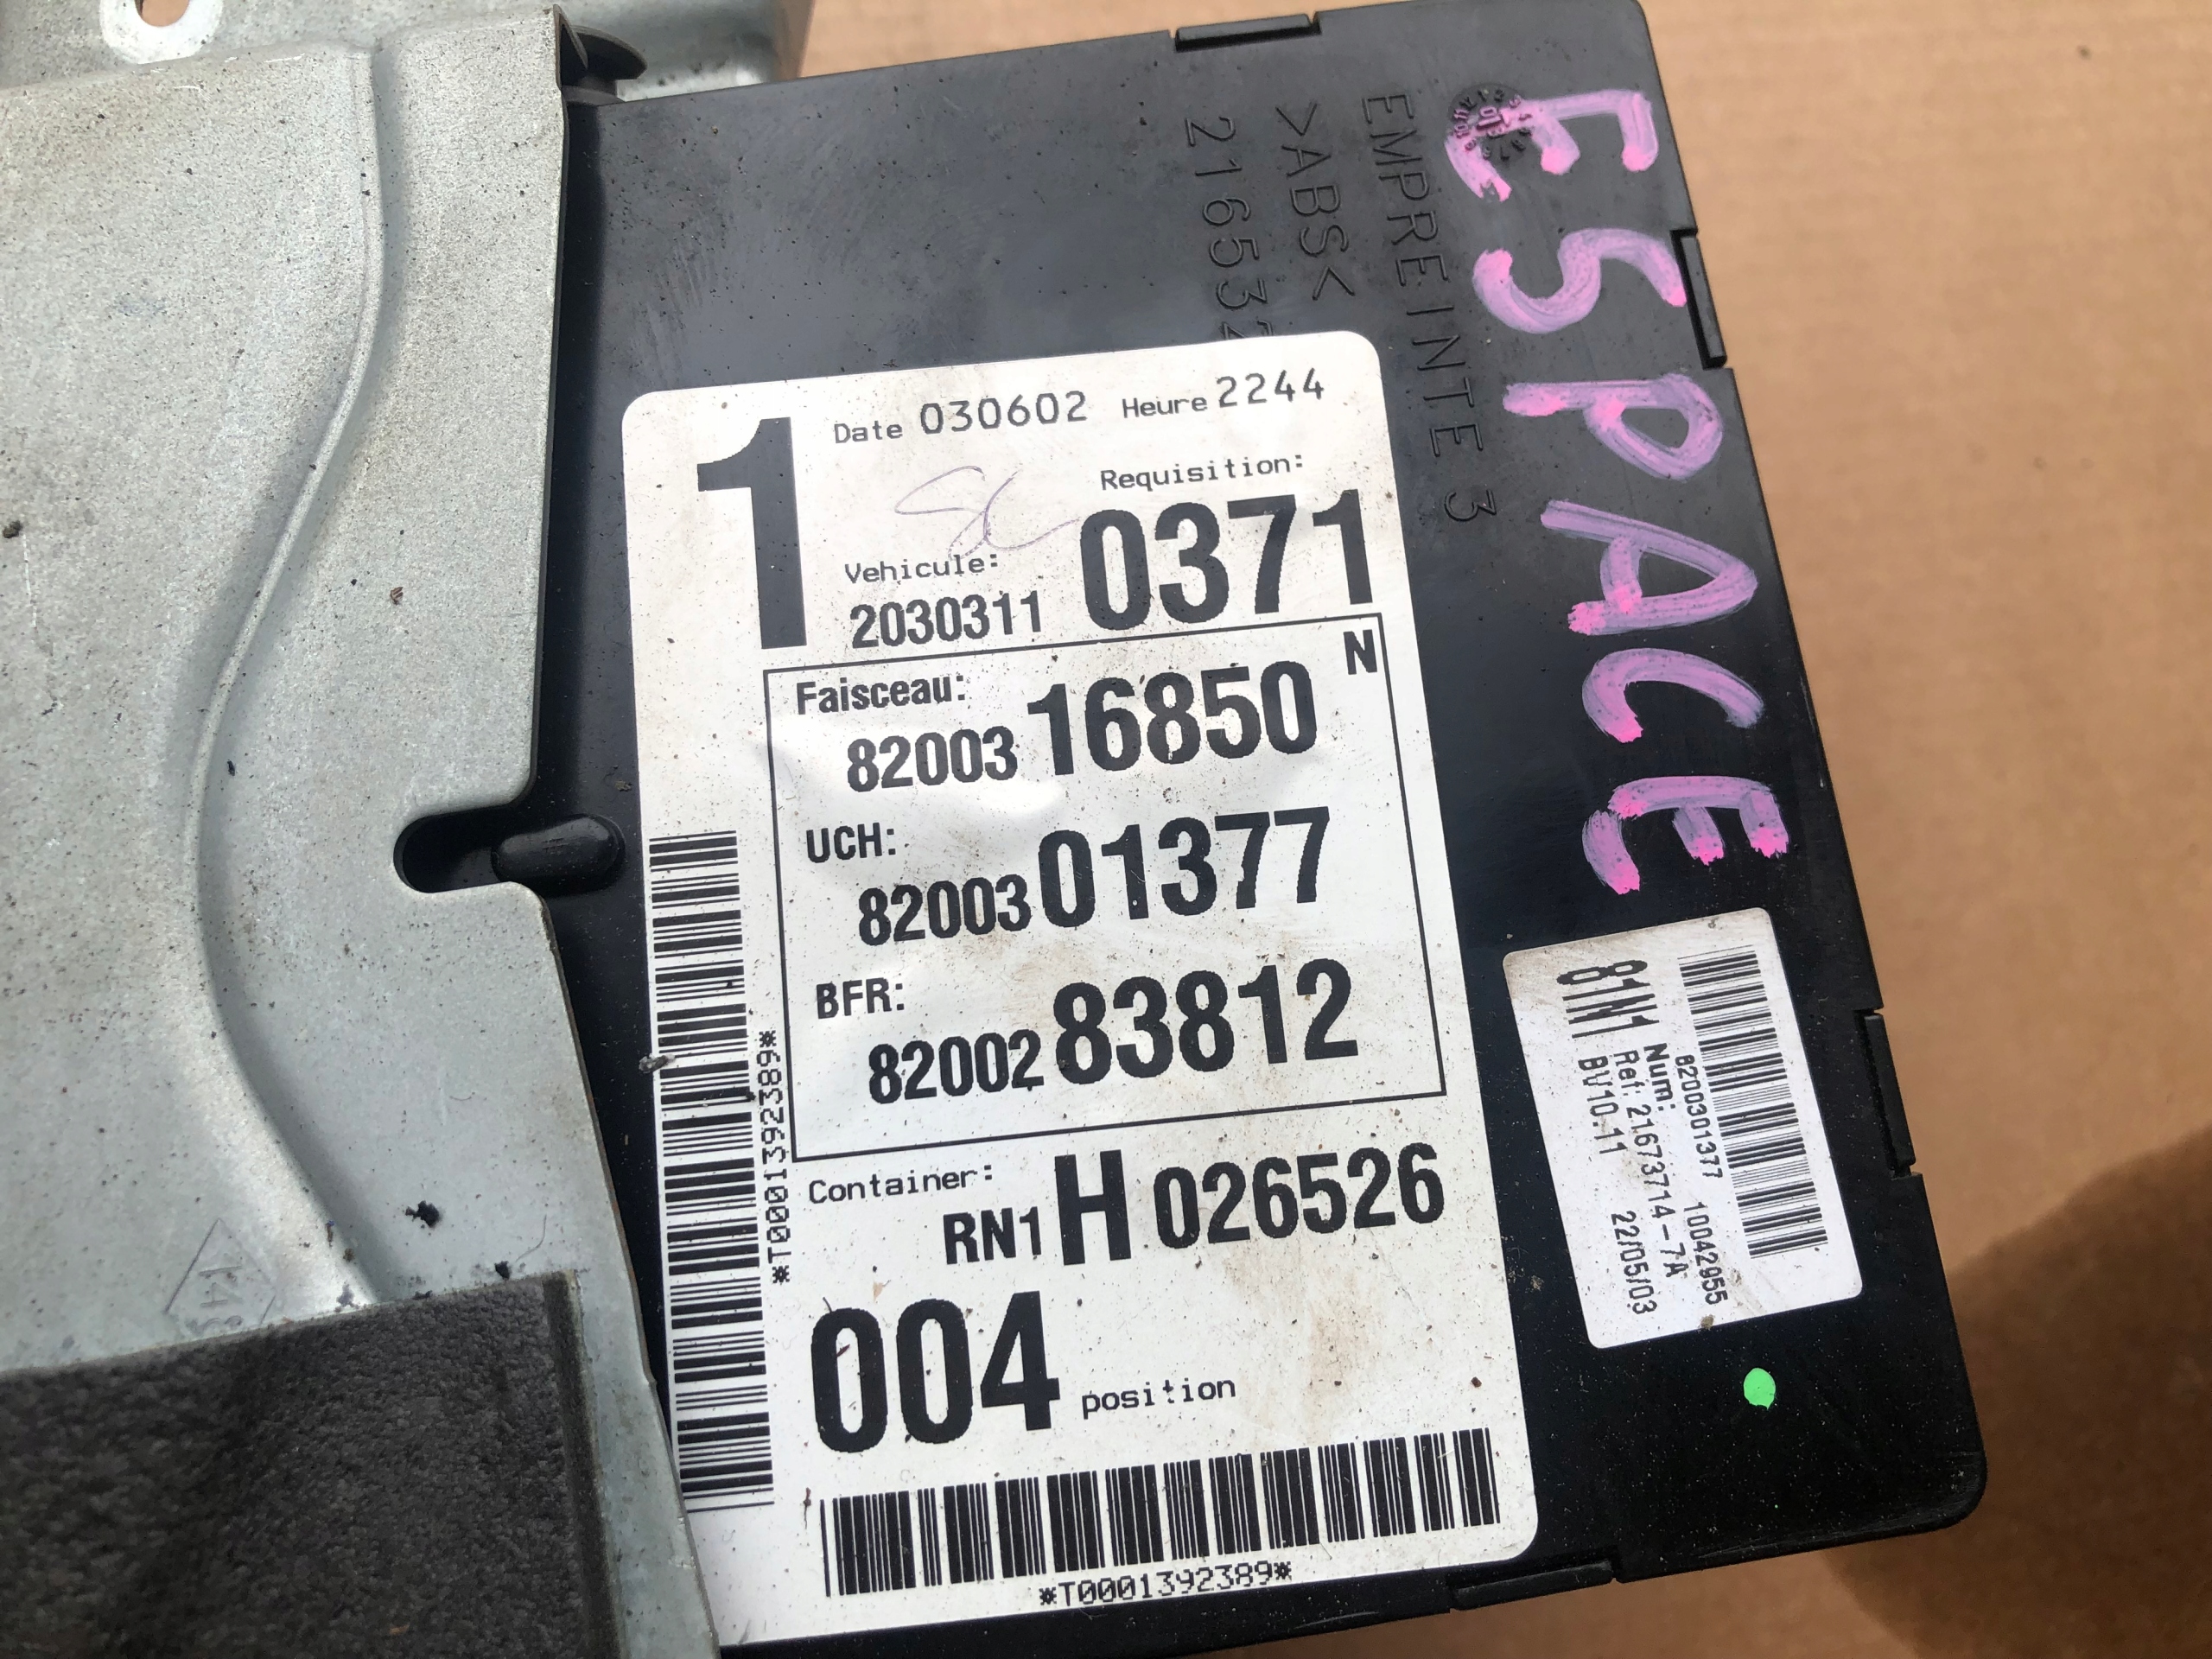 ESPACE
EMPREINTE 3
>ABS<
Date 030602 Heure 2244
1
Requisition:
Vehicule:
2030311 0371
N
Faisceau:
82003 16850
UCH:
82003 01377
BFR:
82002 83812
Container:
RN1 H 026526
004 position
*T0001392389*
*T0001392389*
8200301377 10042955
Num:
Ref: 21673714-7A
81N1 BV10.11 22/05/03